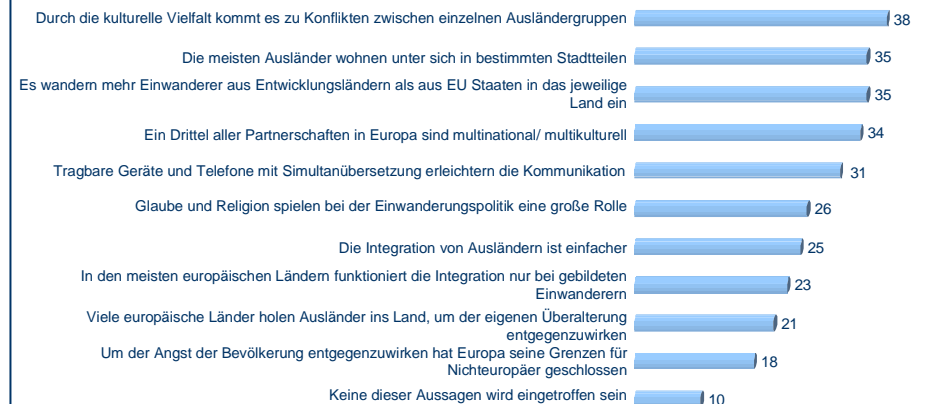 Durch die kulturelle Vielfalt kommt es zu Konflikten zwischen einzelnen Ausländergruppen 38
Die meisten Ausländer wohnen unter sich in bestimmten Stadtteilen 35
Es wandern mehr Einwanderer aus Entwicklungsländern als aus EU Staaten in das jeweilige
Land ein 35
Ein Drittel aller Partnerschaften in Europa sind multinational/ multikulturell 34
Tragbare Geräte und Telefone mit Simultanübersetzung erleichtern die Kommunikation 31
Glaube und Religion spielen bei der Einwanderungspolitik eine große Rolle 26
Die Integration von Ausländern ist einfacher 25
In den meisten europäischen Ländern funktioniert die Integration nur bei gebildeten
Einwanderern 23
Viele europäische Länder holen Ausländer ins Land, um der eigenen Überalterung
entgegenzuwirken 21
Um der Angst der Bevölkerung entgegenzuwirken hat Europa seine Grenzen für
Nichteuropäer geschlossen 18
Keine dieser Aussagen wird eingetroffen sein 10